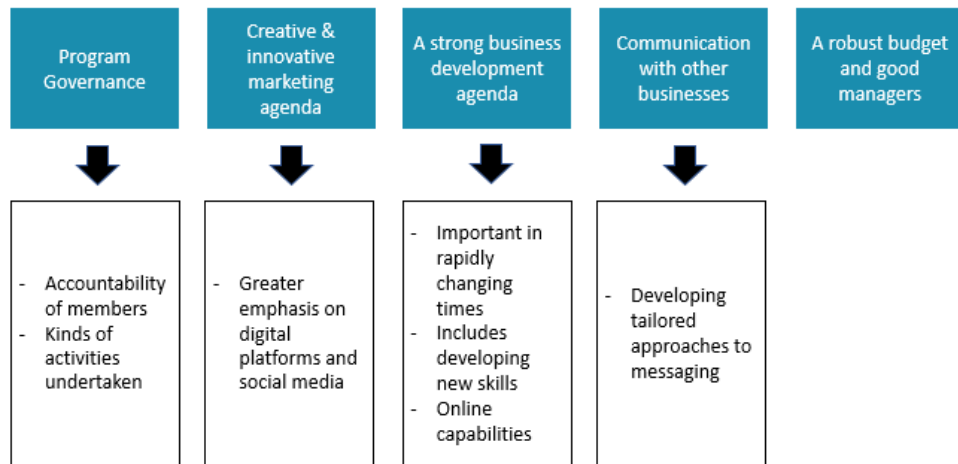 Program
Governance
Creative &
innovative
marketing
agenda
A strong business
development
agenda
Communication
with other
businesses
A robust budget
and good
managers
- Accountability
of members
- Kinds of
activities
undertaken
- Greater
emphasis on
digital
platforms and
social media
- Important in
rapidly
changing
times
- Includes
developing
new skills
- Online
capabilities
- Developing
tailored
approaches to
messaging